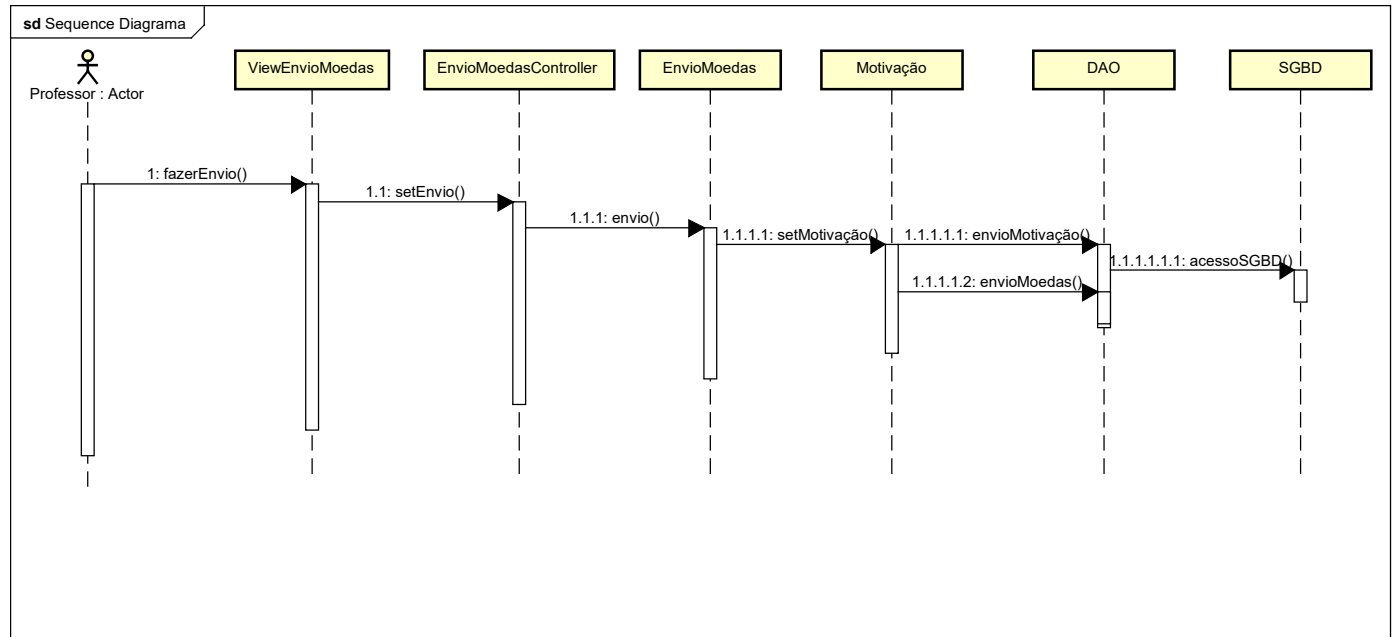 sd Sequence Diagrama
Professor : Actor
ViewEnvioMoedas
EnvioMoedasController
EnvioMoedas
Motivação
DAO
SGBD
1: fazerEnvio()
1.1: setEnvio()
1.1.1: envio()
1.1.1.1: setMotivação()
1.1.1.1.1: envioMotivação()
1.1.1.1.1.1: acessoSGBD()
1.1.1.1.2: envioMoedas()